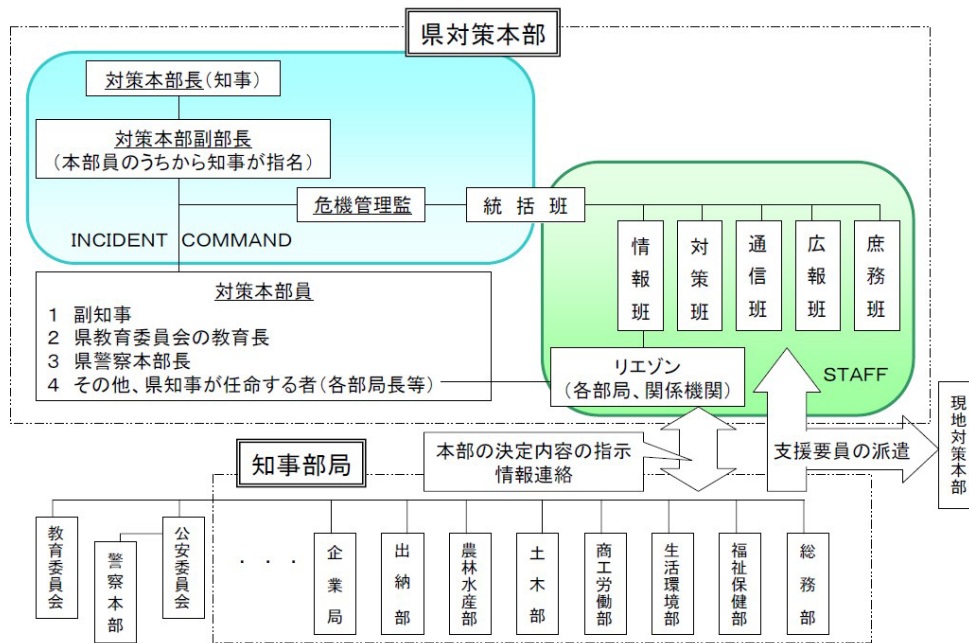 県対策本部
対策本部長(知事)
対策本部副部長
(本部員のうちから知事が指名)
危機管理監
統括班
INCIDENT COMMAND
情報班
対策班
通信班
広報班
庶務班
対策本部員
1 副知事
2 県教育委員会の教育長
3 県警察本部長
4 その他、県知事が任命する者(各部局長等)
リエゾン
(各部局、関係機関)
STAFF
現地対策本部
本部の決定内容の指示
情報連絡
支援要員の派遣
知事部局
教育委員会
警察本部
公安委員会
・・・
企業局
出納部
農林水産部
土木部
商工労働部
生活環境部
福祉保健部
総務部